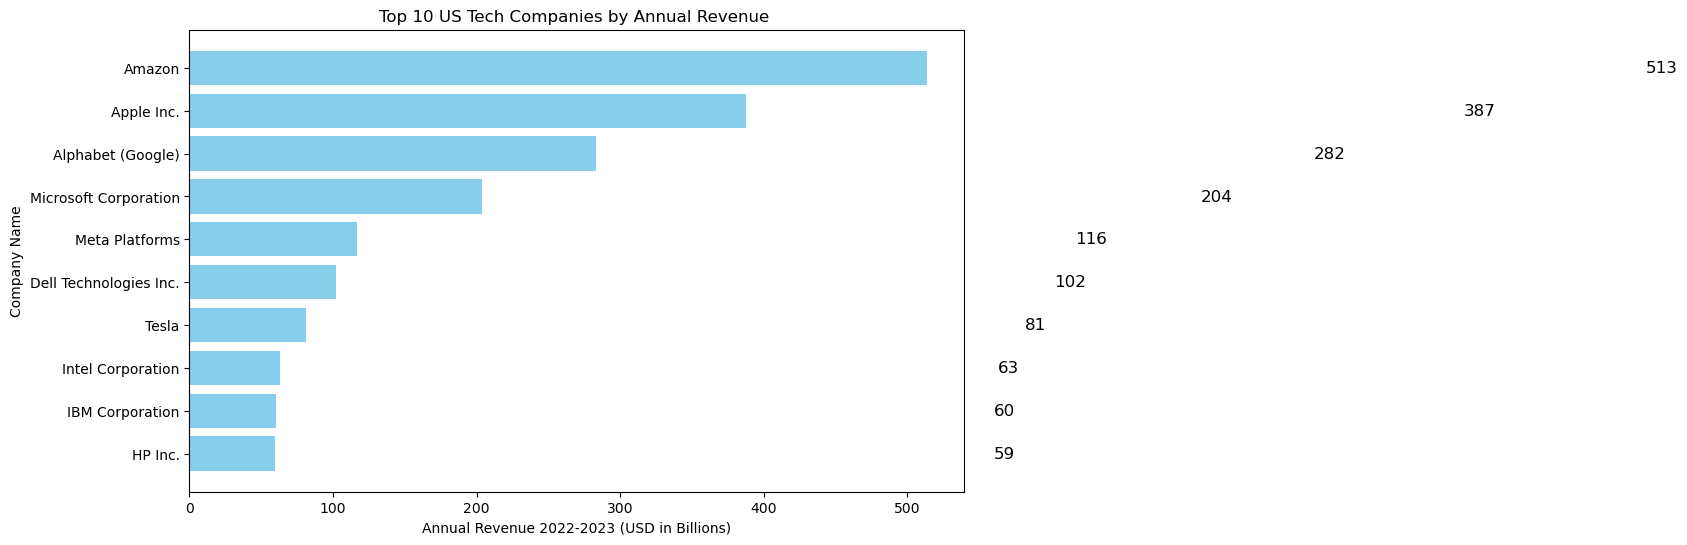 Top 10 US Tech Companies by Annual Revenue
Company Name
Amazon 513
Apple Inc. 387
Alphabet (Google) 282
Microsoft Corporation 204
Meta Platforms 116
Dell Technologies Inc. 102
Tesla 81
Intel Corporation 63
IBM Corporation 60
HP Inc. 59
0 100 200 300 400 500
Annual Revenue 2022-2023 (USD in Billions)